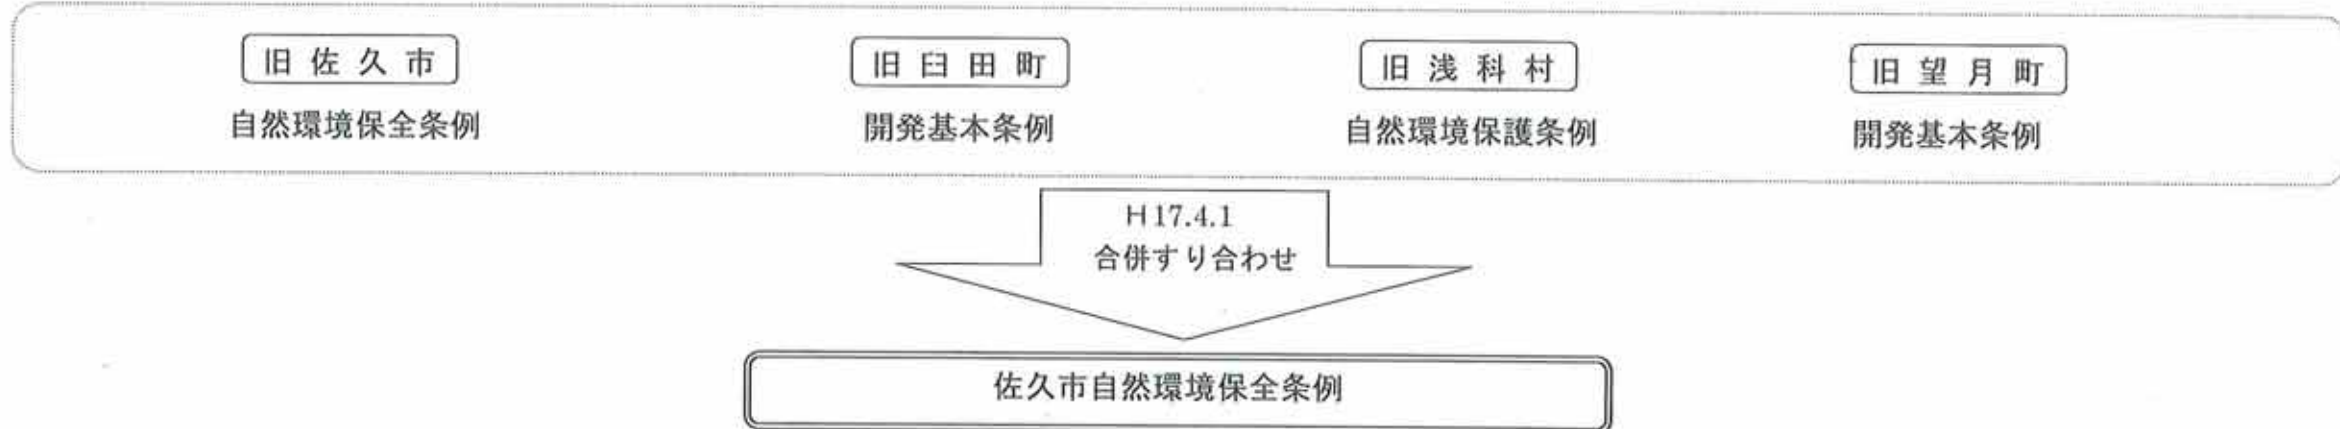 旧佐久市
旧臼田町
旧浅科村
旧望月町
自然環境保全条例
開発基本条例
自然環境保護条例
開発基本条例
H17.4.1
合併すり合わせ
佐久市自然環境保全条例